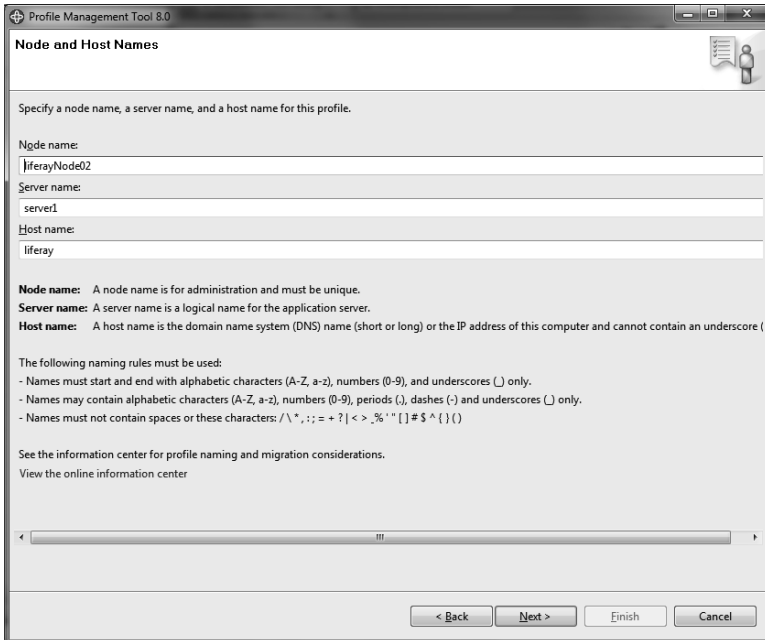 Profile Management Tool 8.0
Node and Host Names
Specify a node name, a server name, and a host name for this profile.
Node name:
liferayNode02
Server name:
server1
Host name:
liferay
Node name: A node name is for administration and must be unique.
Server name: A server name is a logical name for the application server.
Host name: A host name is the domain name system (DNS) name (short or long) or the IP address of this computer and cannot contain an underscore (
The following naming rules must be used:
- Names must start and end with alphabetic characters (A-Z, a-z), numbers (0-9), and underscores (_) only.
- Names may contain alphabetic characters (A-Z, a-z), numbers (0-9), periods (.), dashes (-) and underscores (_) only.
- Names must not contain spaces or these characters: / \ * , : ; = + ? | < > _ % ' " [ ] # $ ^ { } ( )
See the information center for profile naming and migration considerations.
View the online information center
< Back Next > Finish Cancel